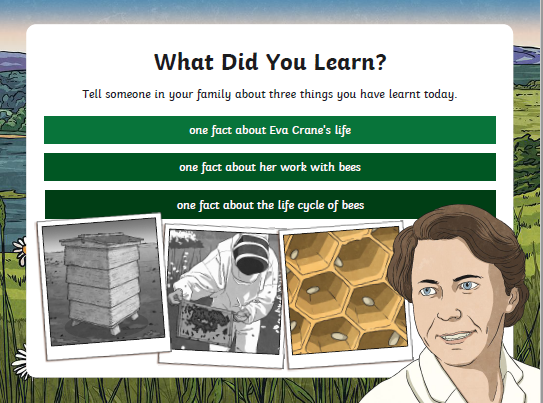 What Did You Learn?
Tell someone in your family about three things you have learnt today.
one fact about Eva Crane's life
one fact about her work with bees
one fact about the life cycle of bees